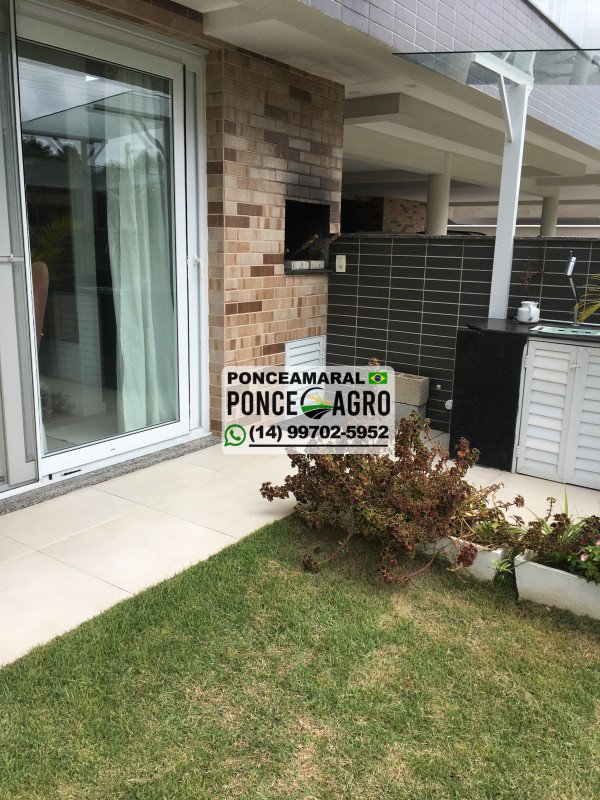 PONCEAMARAL
PONCE AGRO
(14) 99702-5952